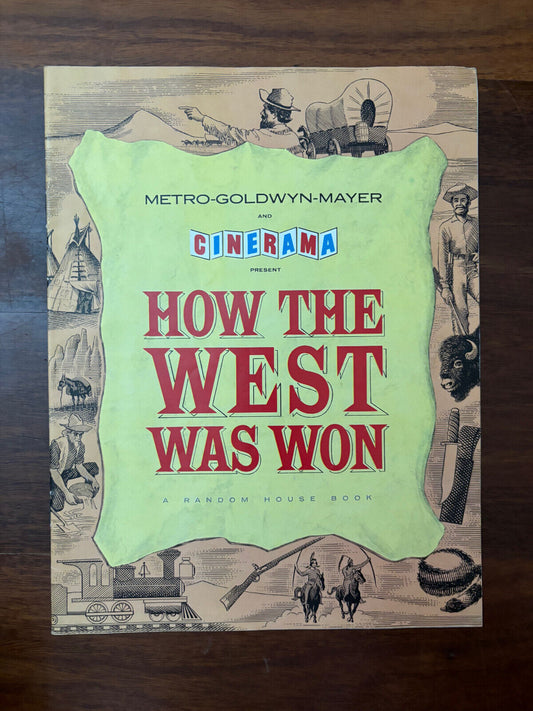 METRO-GOLDWYN-MAYER
AND
CINERAMA
PRESENT
HOW THE
WEST
WAS WON
A RANDOM HOUSE BOOK